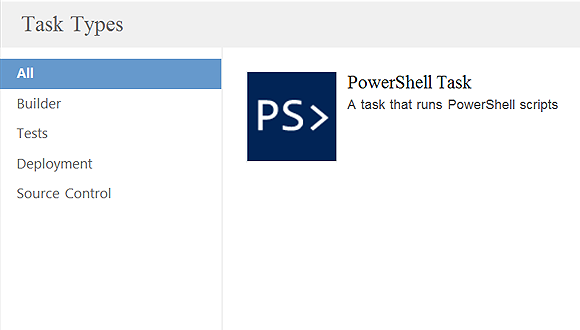 Task Types
All
Builder
Tests
Deployment
Source Control
PS>
PowerShell Task
A task that runs PowerShell scripts